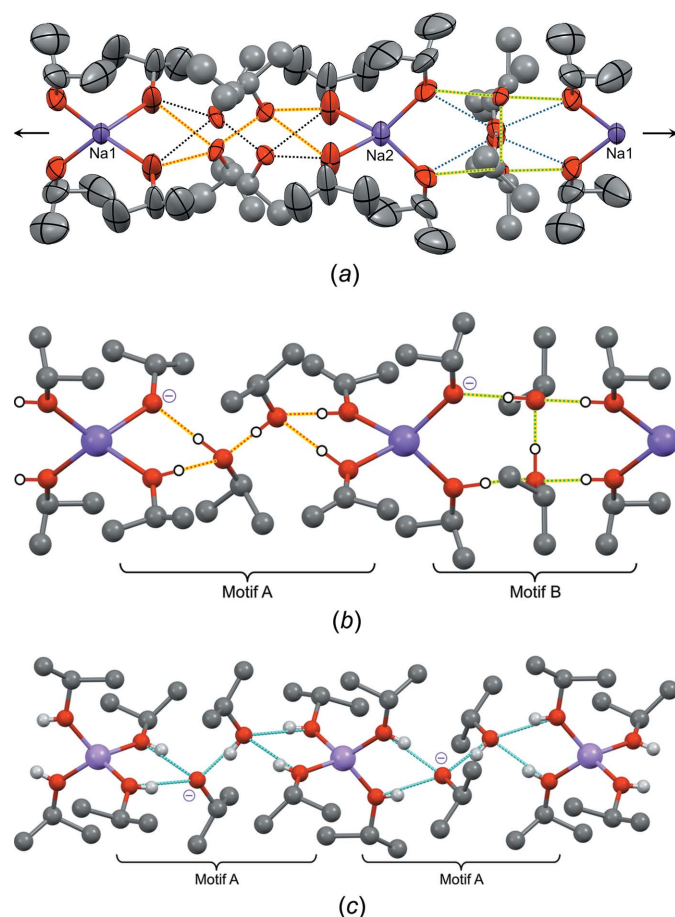 Na1
Na2
Na1
(a)
⊖
⊖
Motif A
Motif B
(b)
⊖
⊖
Motif A
Motif A
(c)